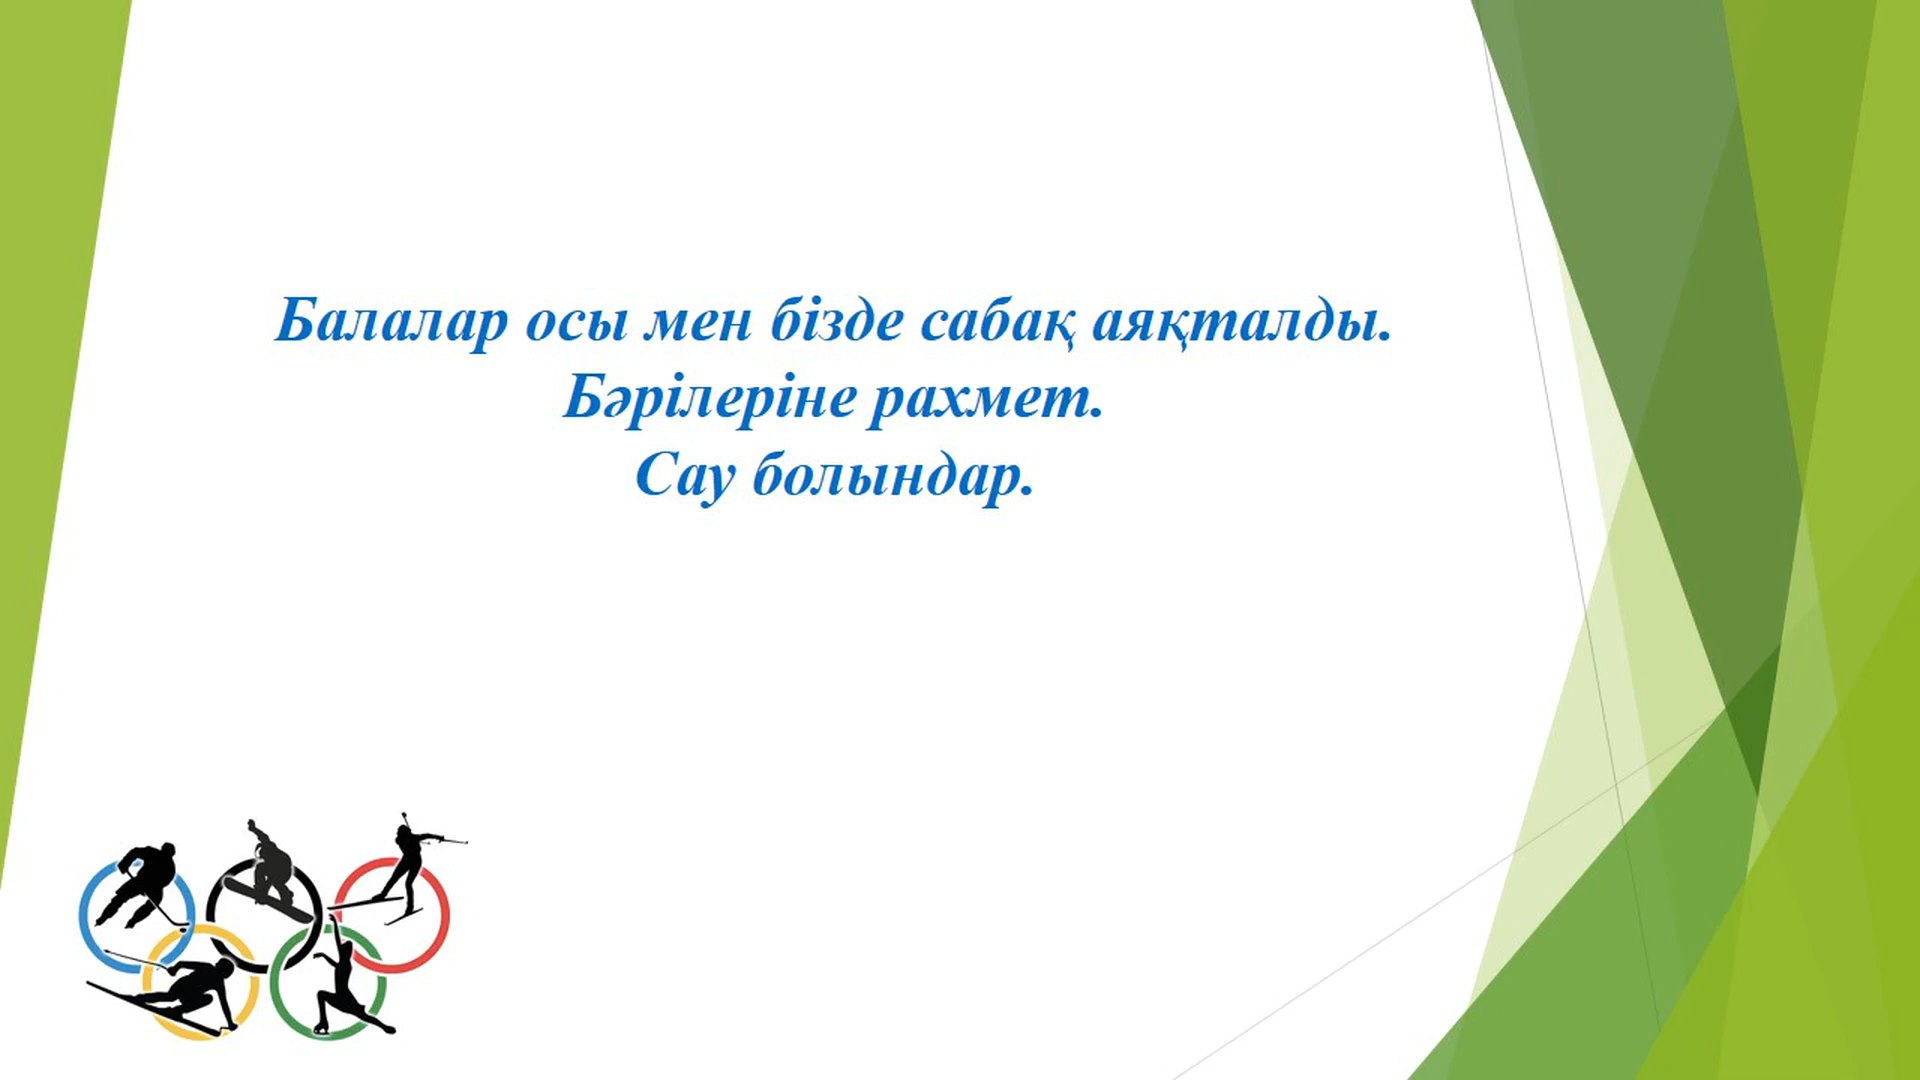 Балалар осы мен бізде сабақ аяқталды.
Бәрілеріне рахмет.
Сау болындар.